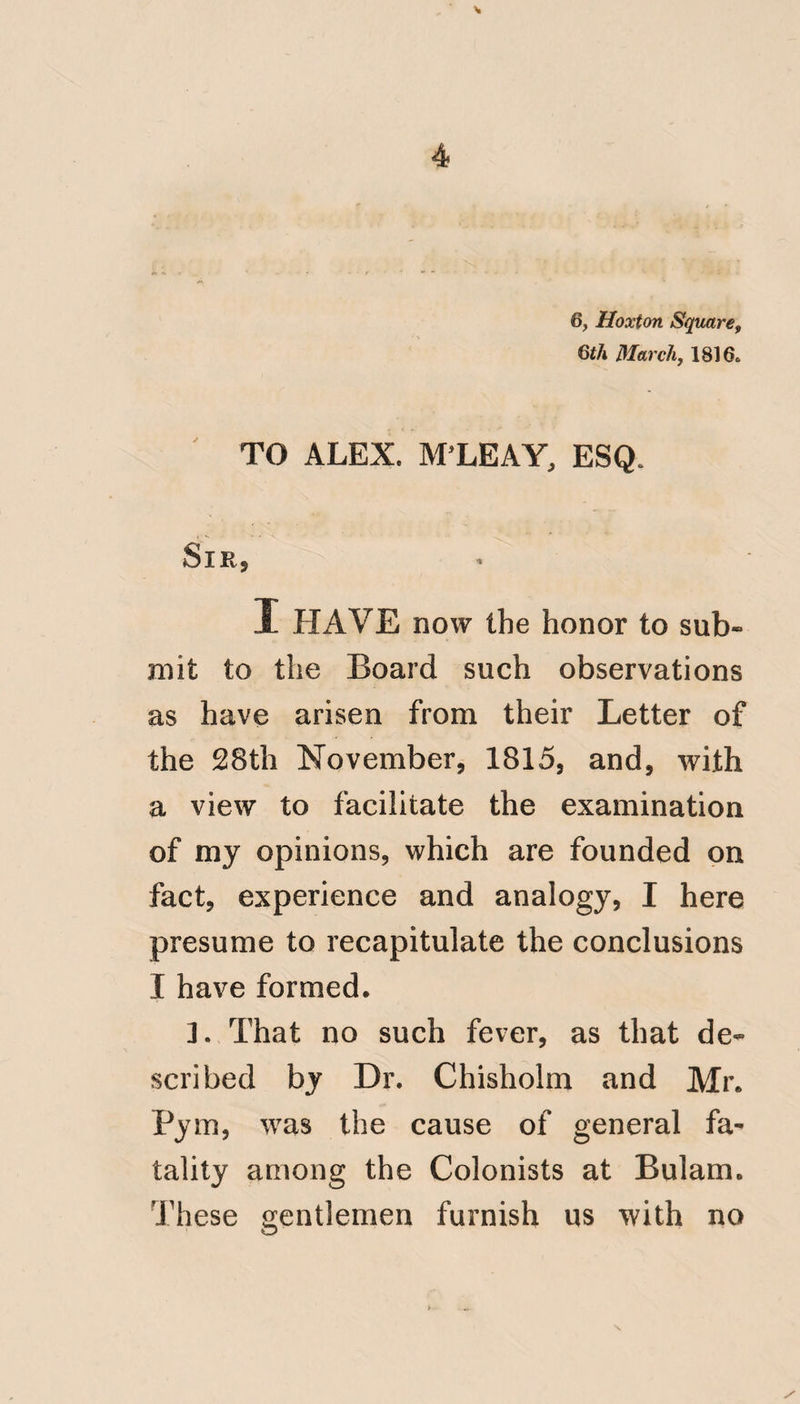 4
6, Hoxton Square,
6th March, 1816.
TO ALEX. M'LEAY, ESQ.
SIR,
I HAVE now the honor to sub-
mit to the Board such observations
as have arisen from their Letter of
the 28th November, 1815, and, with
a view to facilitate the examination
of my opinions, which are founded on
fact, experience and analogy, I here
presume to recapitulate the conclusions
I have formed.
1. That no such fever, as that de-
scribed by Dr. Chisholm and Mr.
Pym, was the cause of general fa-
tality among the Colonists at Bulam.
These gentlemen furnish us with no